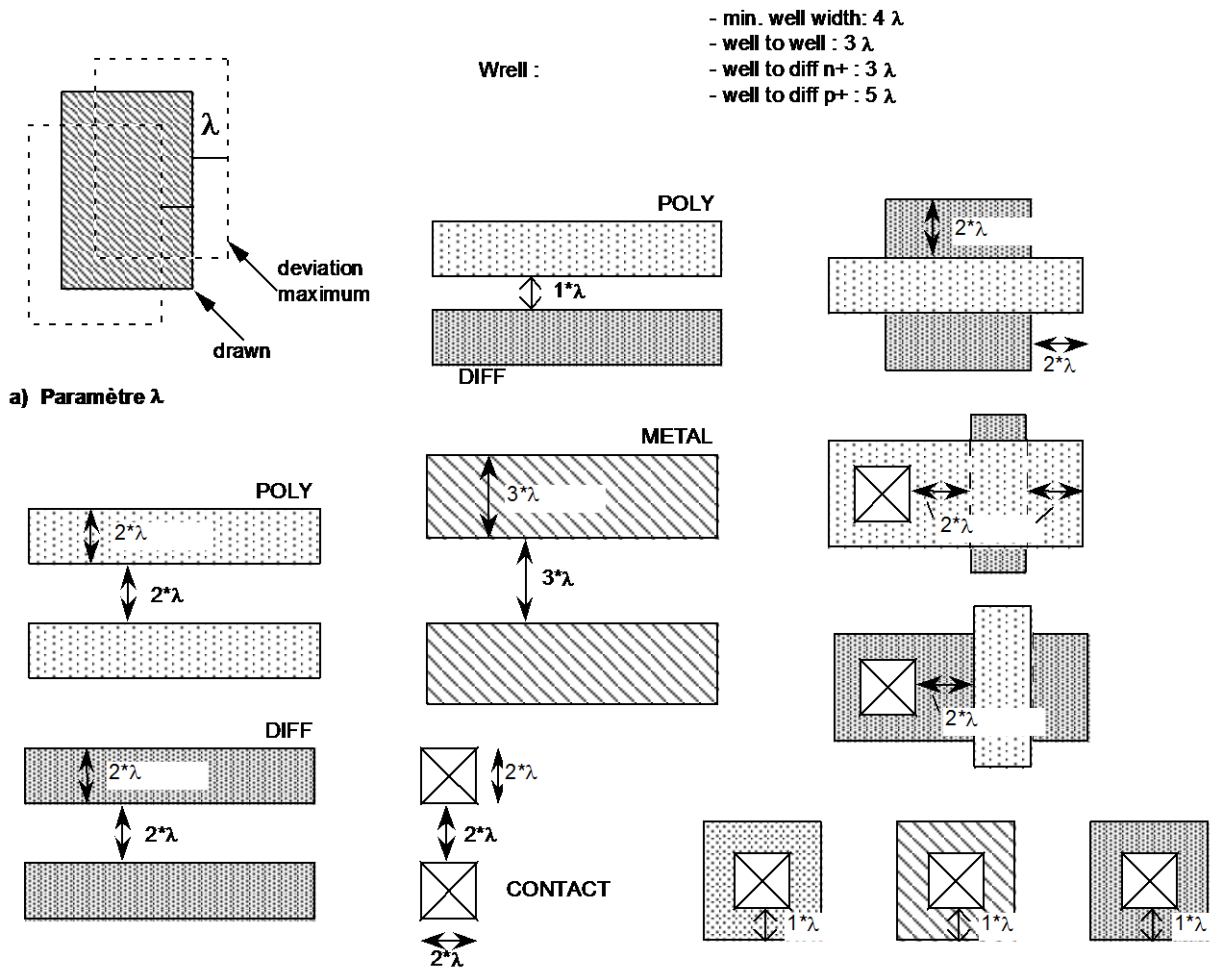 - min. well width: 4 λ
Wrell :
- well to well : 3 λ
- well to diff n+ : 3 λ
- well to diff p+ : 5 λ
λ
deviation
maximum
drawn
a) Paramètre λ
POLY
1*λ
DIFF
2*λ
2*λ
POLY
2*λ
2*λ
METAL
3*λ
3*λ
2*λ
2*λ
DIFF
2*λ
2*λ
2*λ
2*λ
CONTACT
2*λ
1*λ
1*λ
1*λ